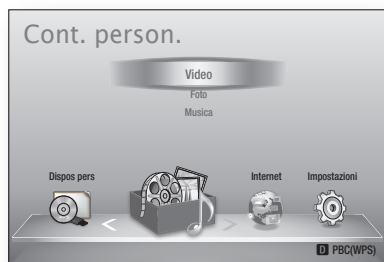 Cont. person.
Video
Foto
Musica
Dispos pers
Internet
Impostazioni
D PBC(WPS)